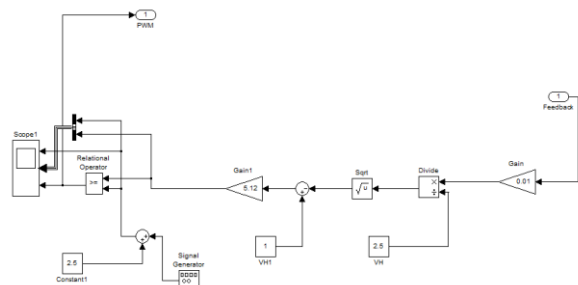 1
PWM
1
Feedback
Scope1
Relational
Operator
>=
Gain1
5.12
Sqrt
√u
Divide
×
÷
Gain
0.01
+
-
2.5
Constant1
+
+
Signal
Generator
1
VH1
2.5
VH